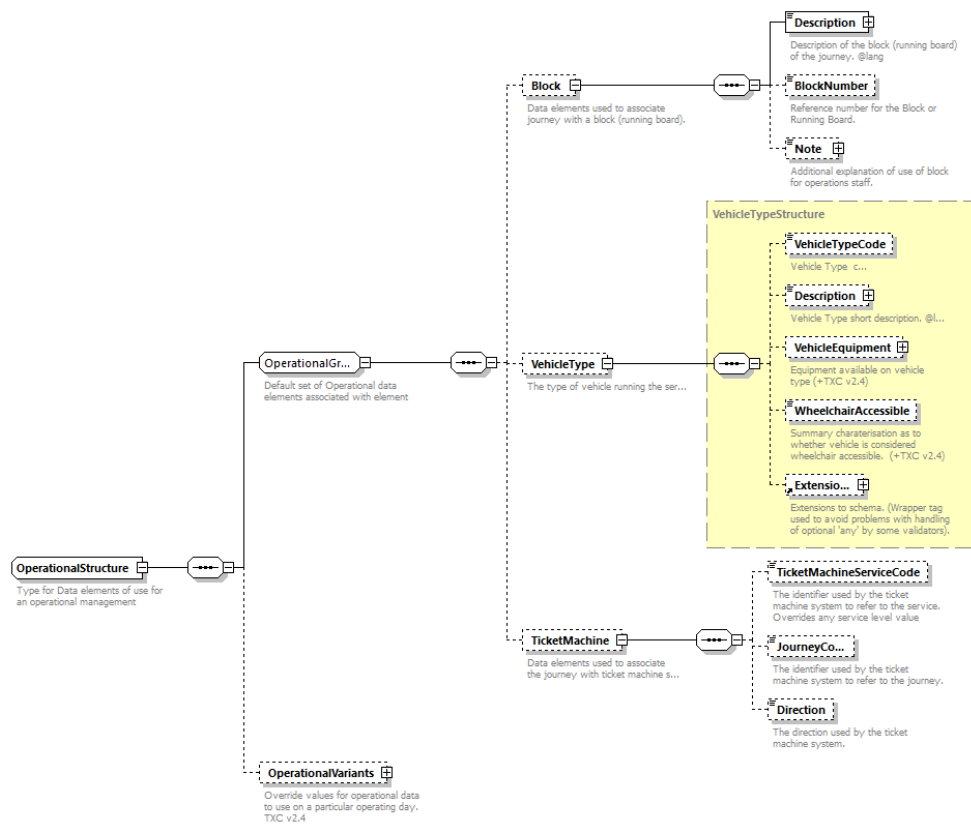 Description
Description of the block (running board)
of the journey. @lang
Block
Data elements used to associate
journey with a block (running board).
BlockNumber
Reference number for the Block or
Running Board.
Note
Additional explanation of use of block
for operations staff.
VehicleTypeStructure
VehicleTypeCode
Vehicle Type c...
Description
Vehicle Type short description. @l...
OperationalGr...
Default set of Operational data
elements associated with element
VehicleType
The type of vehicle running the ser...
VehicleEquipment
Equipment available on vehicle
type (+TXC v2.4)
WheelchairAccessible
Summary charaterisation as to
whether vehicle is considered
wheelchair accessible. (+TXC v2.4)
Extensio...
Extensions to schema. (Wrapper tag
used to avoid problems with handling
of optional 'any' by some validators).
OperationalStructure
Type for Data elements of use for
an operational management
TicketMachineServiceCode
The identifier used by the ticket
machine system to refer to the service.
Overrides any service level value
TicketMachine
Data elements used to associate
the journey with ticket machine s...
JourneyCo...
The identifier used by the ticket
machine system to refer to the journey.
Direction
The direction used by the ticket
machine system.
OperationalVariants
Override values for operational data
to use on a particular operating day.
TXC v2.4